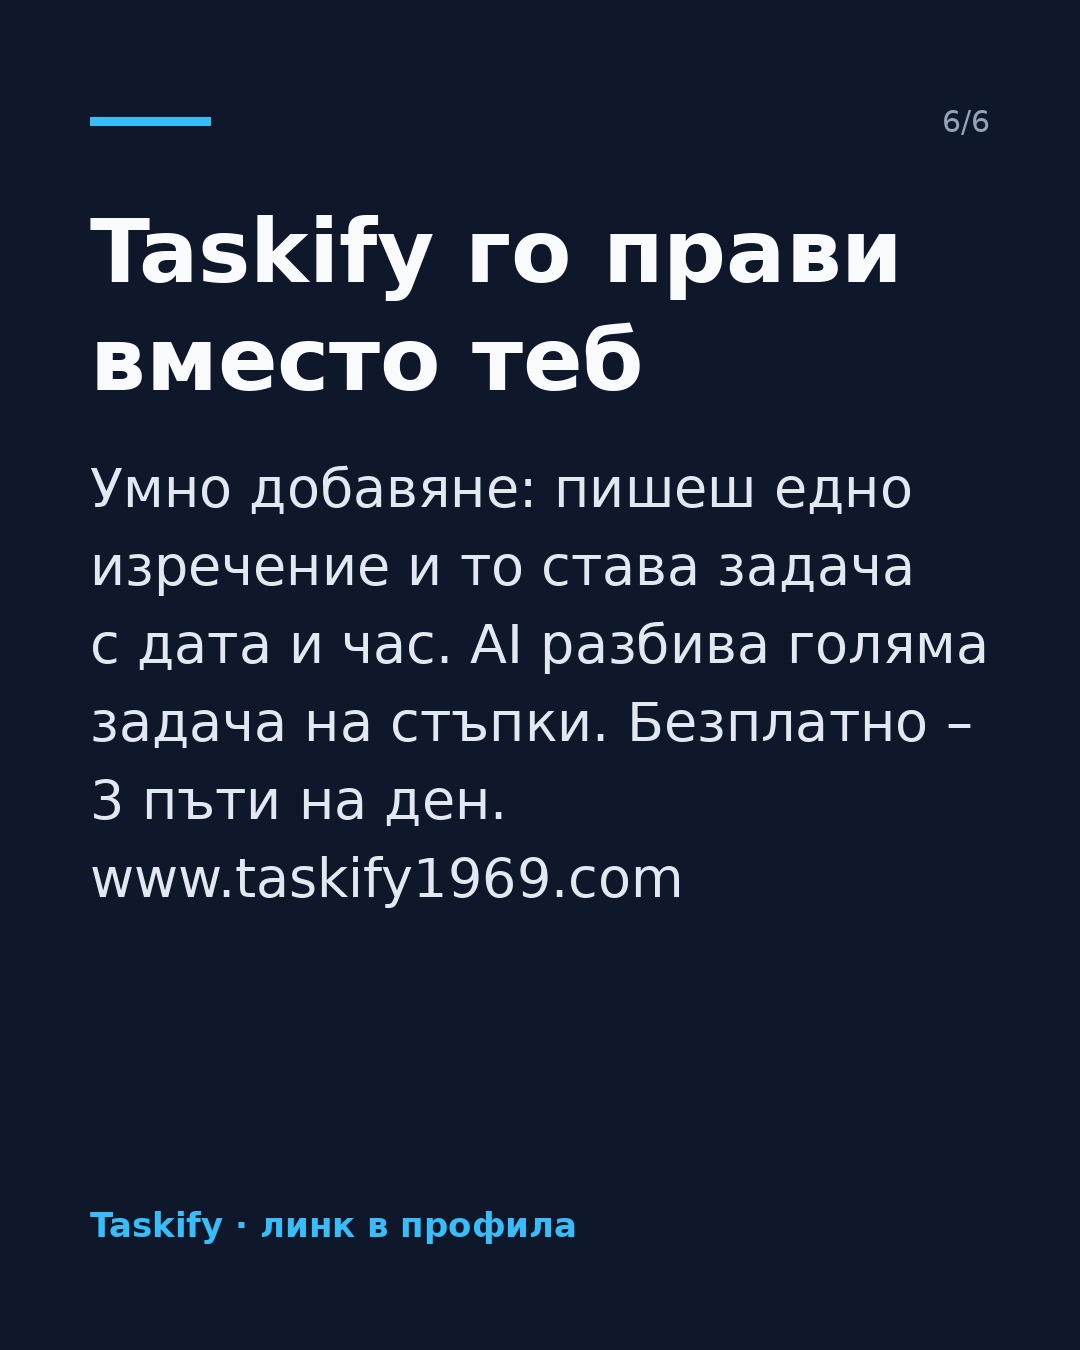 6/6
Taskify го прави
вместо теб
Умно добавяне: пишеш едно
изречение и то става задача
с дата и час. AI разбива голяма
задача на стъпки. Безплатно –
3 пъти на ден.
www.taskify1969.com
Taskify · линк в профила